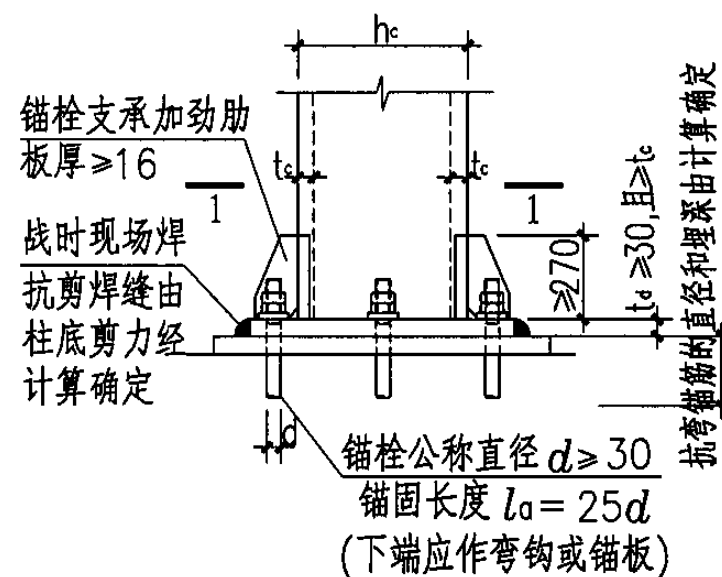 hc
锚栓支承加劲肋
板厚≥16
tc
tc
1
1
战时现场焊
抗剪焊缝由
柱底剪力经
计算确定
≥270
td≥30,且≥tc
抗弯锚筋的直径和埋深由计算确定
d
锚栓公称直径 d≥30
锚固长度 la=25d
(下端应作弯钩或锚板)